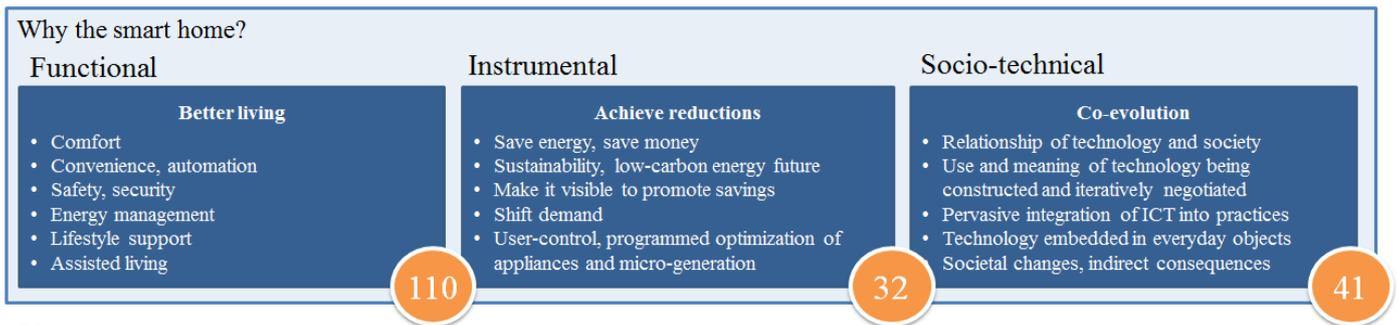 Why the smart home?
Functional
Better living
• Comfort
• Convenience, automation
• Safety, security
• Energy management
• Lifestyle support
• Assisted living
110
Instrumental
Achieve reductions
• Save energy, save money
• Sustainability, low-carbon energy future
• Make it visible to promote savings
• Shift demand
• User-control, programmed optimization of
appliances and micro-generation
32
Socio-technical
Co-evolution
• Relationship of technology and society
• Use and meaning of technology being
constructed and iteratively negotiated
• Pervasive integration of ICT into practices
• Technology embedded in everyday objects
• Societal changes, indirect consequences
41